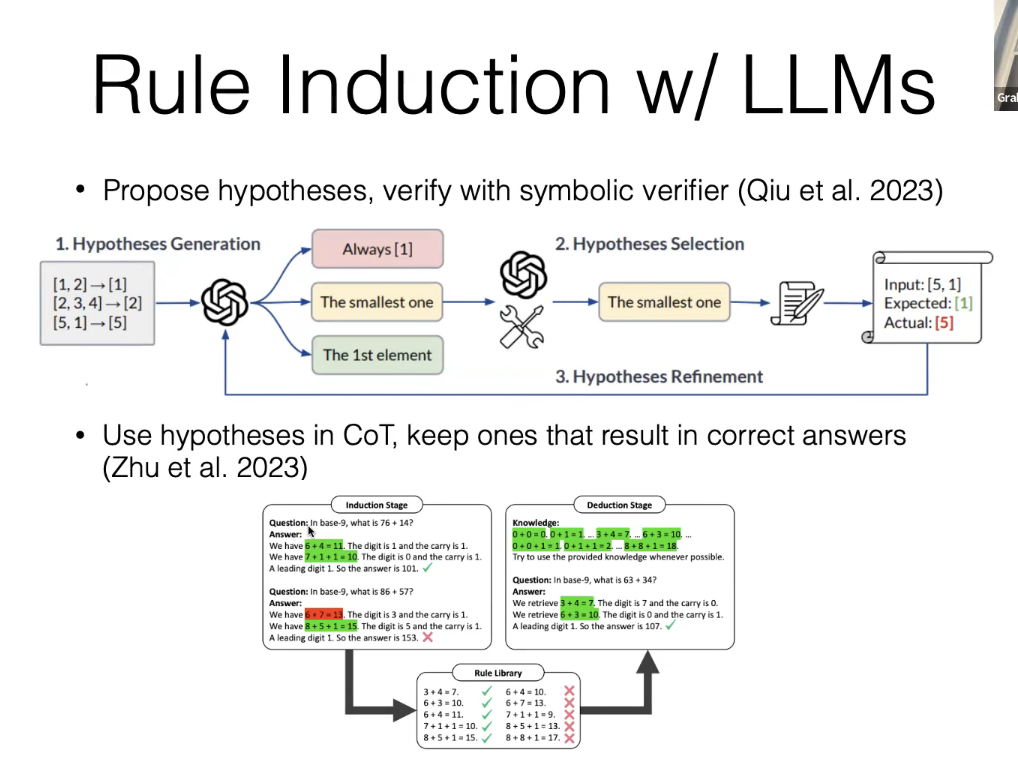 Rule Induction w/ LLMs
• Propose hypotheses, verify with symbolic verifier (Qiu et al. 2023)
1. Hypotheses Generation
[1, 2] → [1]
[2, 3, 4] → [2]
[5, 1] → [5]
Always [1]
The smallest one
The 1st element
2. Hypotheses Selection
The smallest one
Input: [5, 1]
Expected: [1]
Actual: [5]
3. Hypotheses Refinement
• Use hypotheses in CoT, keep ones that result in correct answers
(Zhu et al. 2023)
Induction Stage
Question: In base-9, what is 76 + 14?
Answer:
We have 6 + 4 = 11. The digit is 1 and the carry is 1.
We have 7 + 1 + 1 = 10. The digit is 0 and the carry is 1.
A leading digit 1. So the answer is 101. ✓
Question: In base-9, what is 86 + 57?
Answer:
We have 6 + 7 = 13. The digit is 3 and the carry is 1.
We have 8 + 5 + 1 = 15. The digit is 5 and the carry is 1.
A leading digit 1. So the answer is 153. ✗
Deduction Stage
Knowledge:
0 + 0 = 0. 0 + 1 = 1. ... 3 + 4 = 7. ... 6 + 3 = 10. ...
0 + 0 + 1 = 1. 0 + 1 + 1 = 2. ... 8 + 8 + 1 = 18.
Try to use the provided knowledge whenever possible.
Question: In base-9, what is 63 + 34?
Answer:
We retrieve 3 + 4 = 7. The digit is 7 and the carry is 0.
We retrieve 6 + 3 = 10. The digit is 0 and the carry is 1.
A leading digit 1. So the answer is 107. ✓
Rule Library
3 + 4 = 7. ✓ 6 + 4 = 10. ✗
6 + 3 = 10. ✓ 6 + 7 = 13. ✗
6 + 4 = 11. ✓ 7 + 1 + 1 = 9. ✗
7 + 1 + 1 = 10. ✓ 8 + 5 + 1 = 13. ✗
8 + 5 + 1 = 15. ✓ 8 + 8 + 1 = 17. ✗